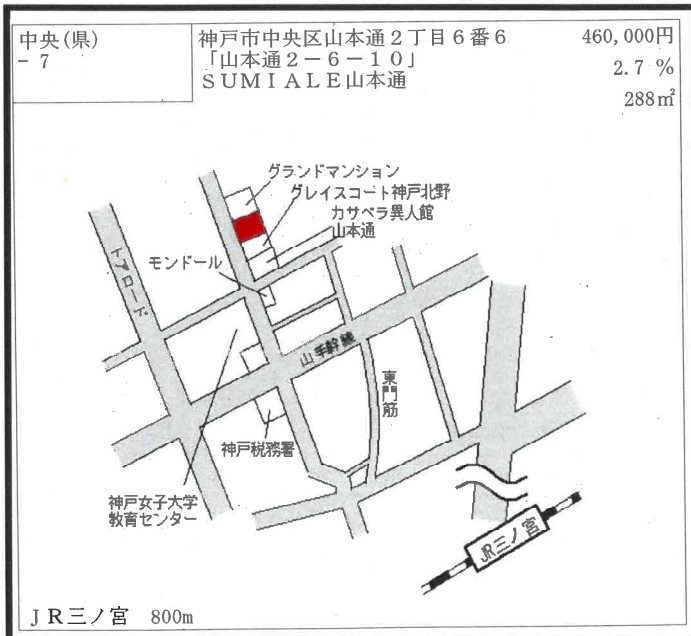 中央(県)
- 7
神戸市中央区山本通2丁目6番6
「山本通2-6-10」
SUMIALE山本通
460,000円
2.7 %
288㎡
グランドマンション
グレイスコート神戸北野
カサベラ異人館
山本通
モンドール
トアロード
山手幹線
東門筋
神戸税務署
神戸女子大学
教育センター
JR三ノ宮
JR三ノ宮 800m